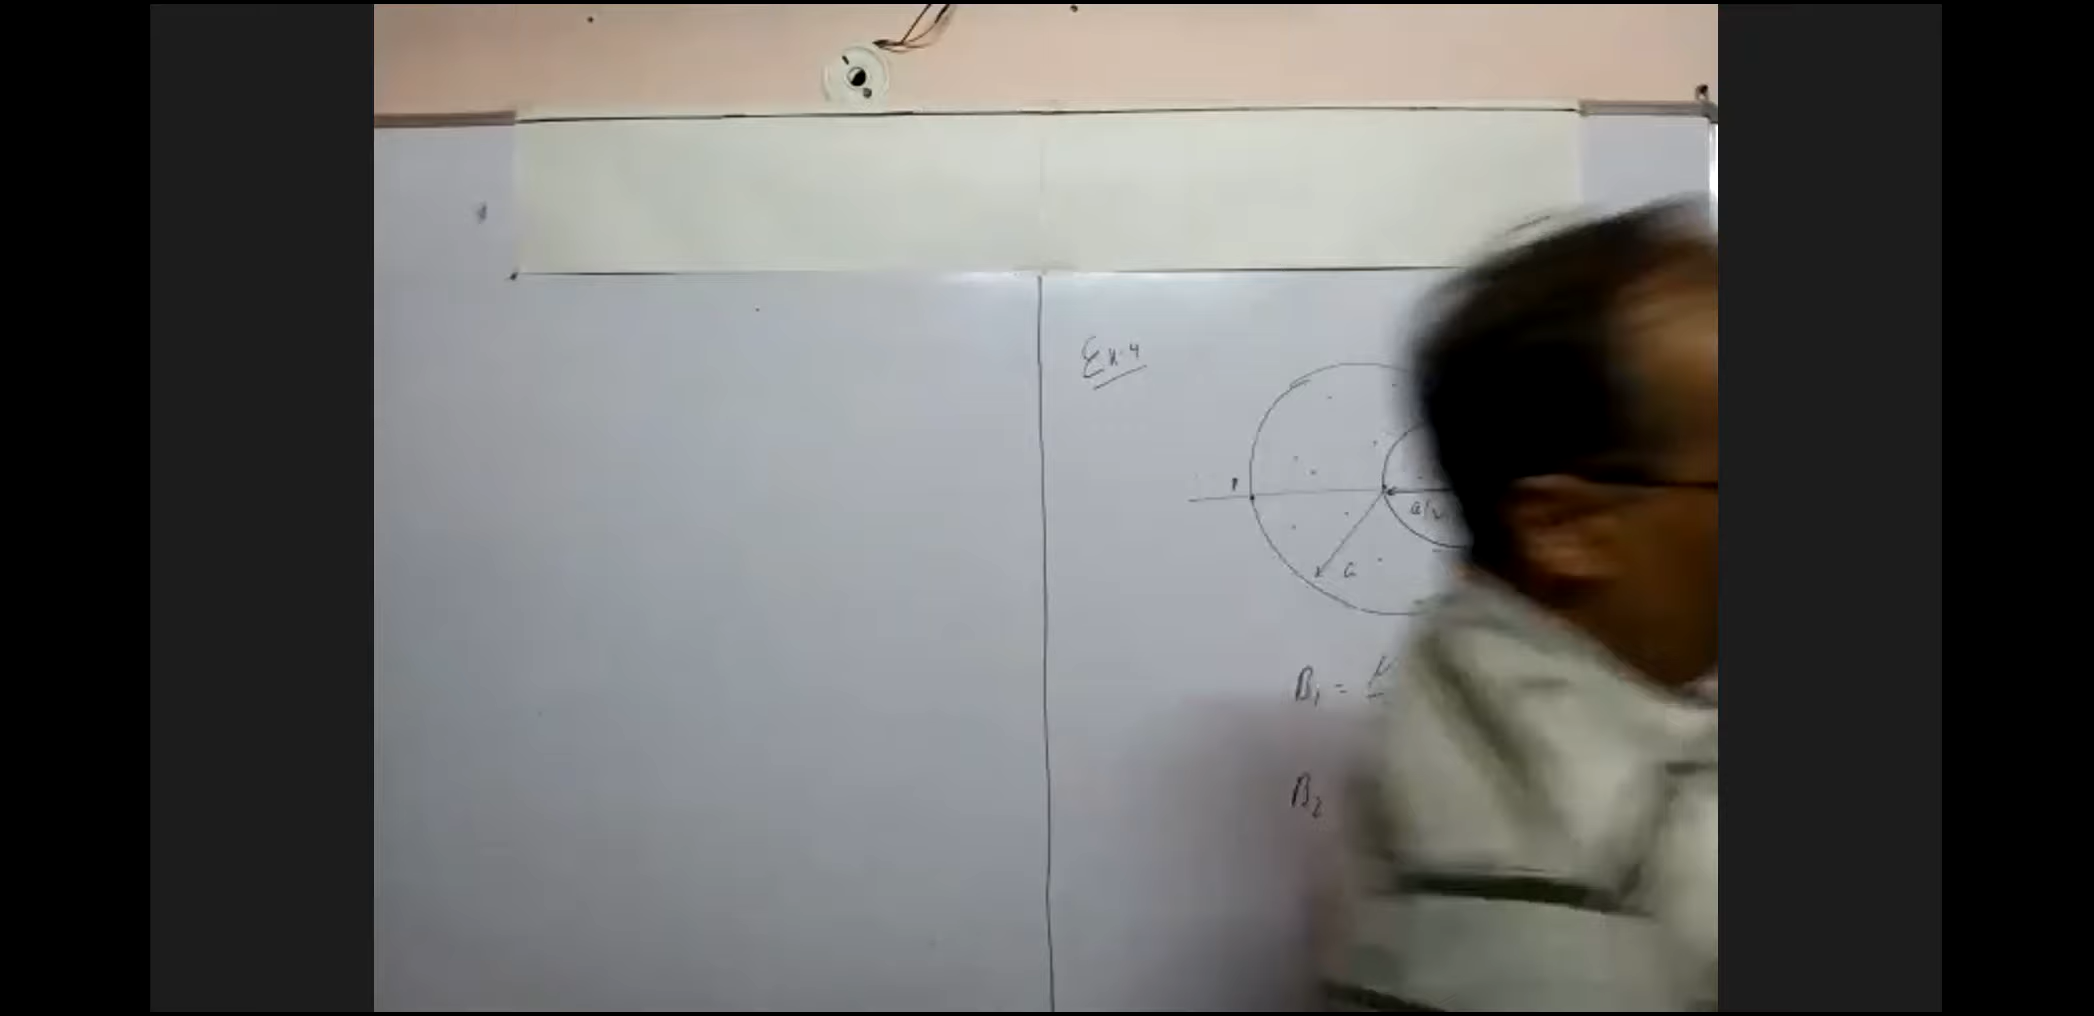 Ex. 4
P
a/2
a
B₁ = μ
B₂